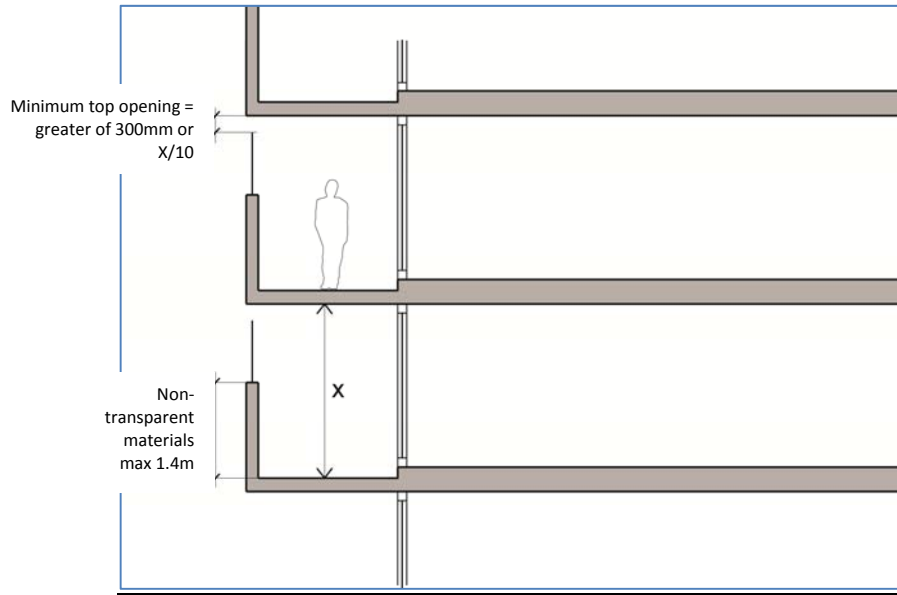 Minimum top opening =
greater of 300mm or
X/10
X
Non-
transparent
materials
max 1.4m